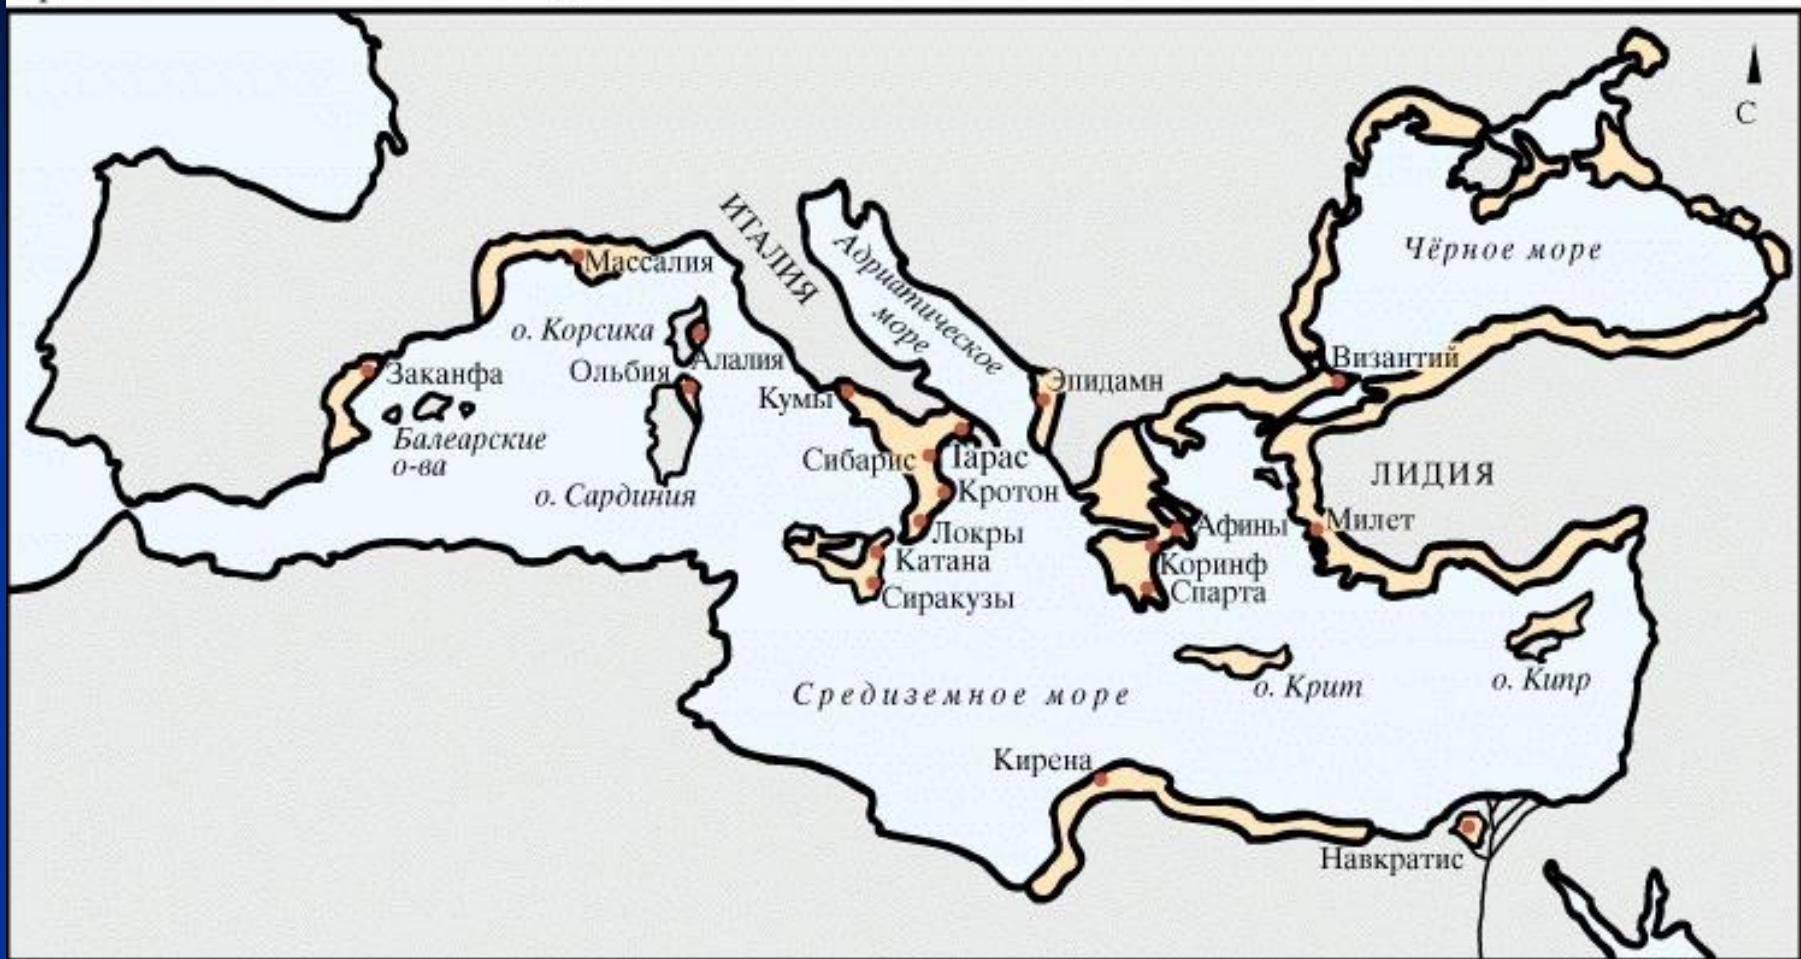 С
ИТАЛИЯ
Адриатическое
море
Чёрное море
Массалия
о. Корсика
Алалия
Ольбия
Заканфа
Балеарские
о-ва
о. Сардиния
Кумы
Эпидамн
Византий
Сибарис
Тарас
Кротон
Локры
Катана
Сиракузы
ЛИДИЯ
Афины
Милет
Коринф
Спарта
Средиземное море
о. Крит
о. Кипр
Кирена
Навкратис